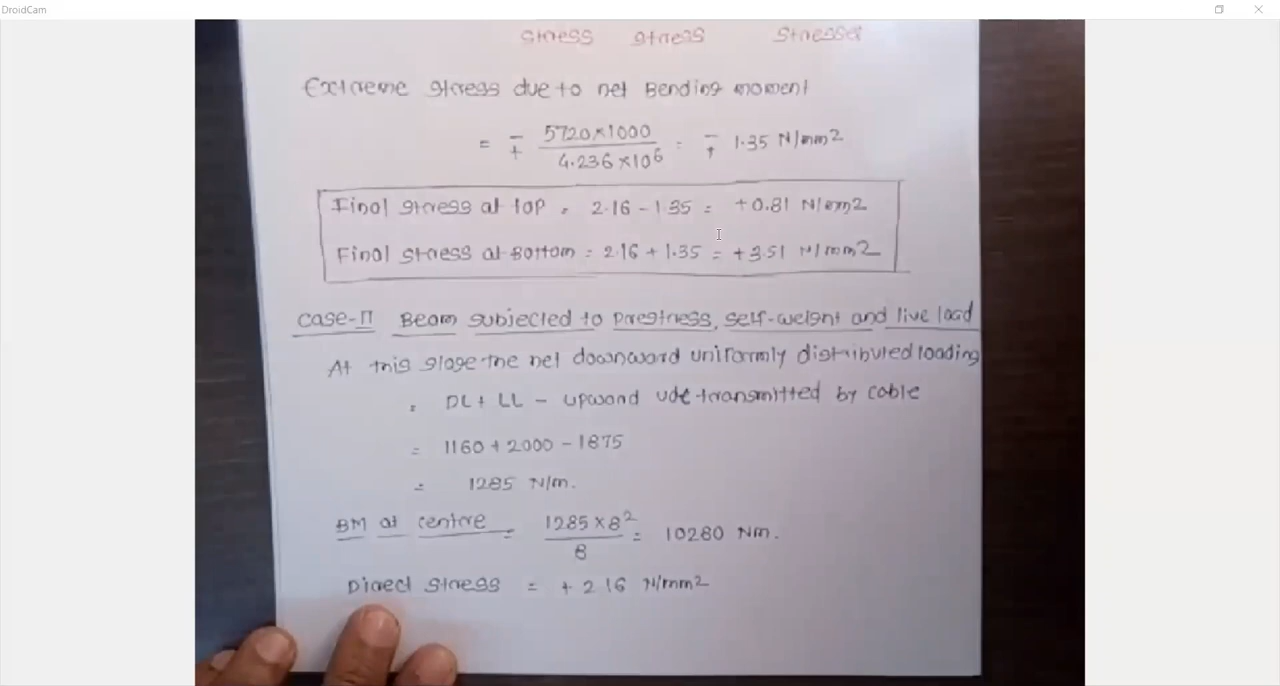 DroidCam
stress stress stresses
Extreme stress due to net Bending moment
= ∓ 5720×1000 / 4.236×10⁶ = ∓ 1.35 N/mm2
Final stress at top = 2.16 - 1.35 = +0.81 N/mm2
Final stress at Bottom = 2.16 + 1.35 = +3.51 N/mm2
Case-II Beam subjected to prestress, self-weight and live load
At this stage the net downward uniformly distributed loading
= DL + LL - upward udl transmitted by cable
= 1160 + 2000 - 1875
= 1285 N/m.
BM at centre = 1285 × 8² / 8 = 10280 Nm.
Direct stress = + 2.16 N/mm2